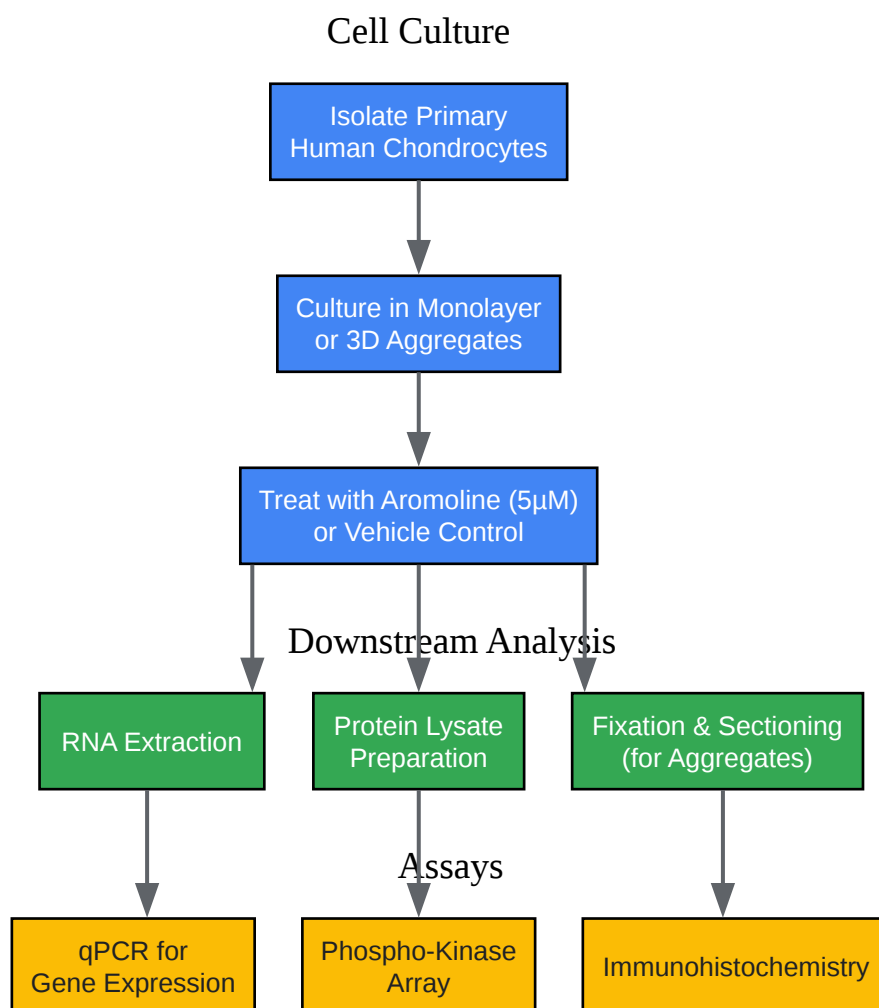 Cell Culture
Isolate Primary
Human Chondrocytes
Culture in Monolayer
or 3D Aggregates
Treat with Aromoline (5µM)
or Vehicle Control
Downstream Analysis
RNA Extraction
Protein Lysate
Preparation
Fixation & Sectioning
(for Aggregates)
Assays
qPCR for
Gene Expression
Phospho-Kinase
Array
Immunohistochemistry